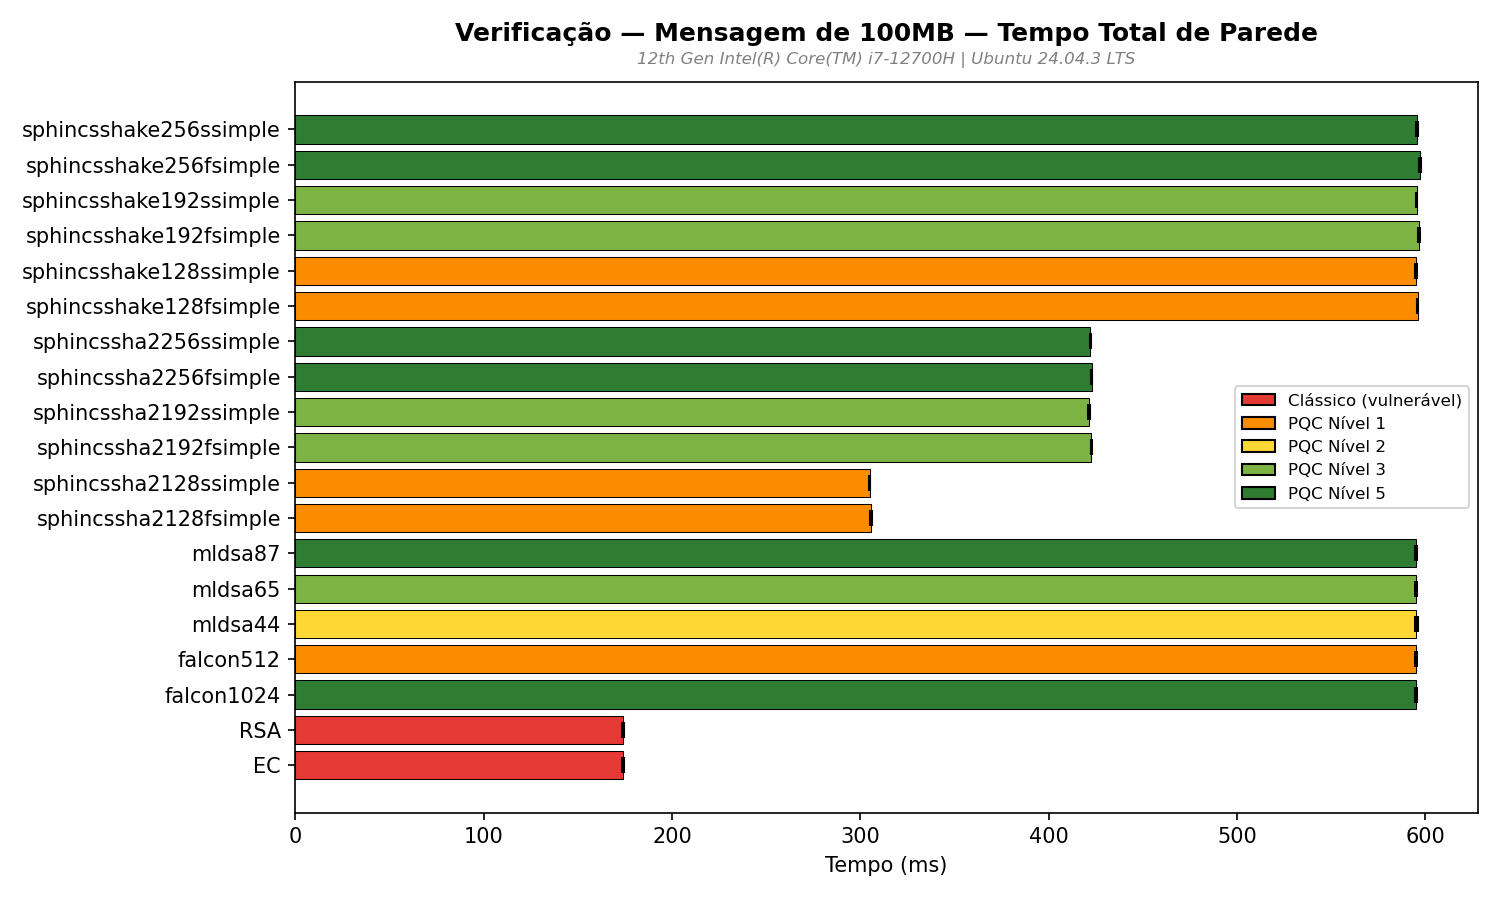 Verificação — Mensagem de 100MB — Tempo Total de Parede
12th Gen Intel(R) Core(TM) i7-12700H | Ubuntu 24.04.3 LTS
sphincsshake256ssimple
sphincsshake256fsimple
sphincsshake192ssimple
sphincsshake192fsimple
sphincsshake128ssimple
sphincsshake128fsimple
sphincssha2256ssimple
sphincssha2256fsimple
sphincssha2192ssimple
sphincssha2192fsimple
sphincssha2128ssimple
sphincssha2128fsimple
mldsa87
mldsa65
mldsa44
falcon512
falcon1024
RSA
EC
Clássico (vulnerável)
PQC Nível 1
PQC Nível 2
PQC Nível 3
PQC Nível 5
0 100 200 300 400 500 600
Tempo (ms)